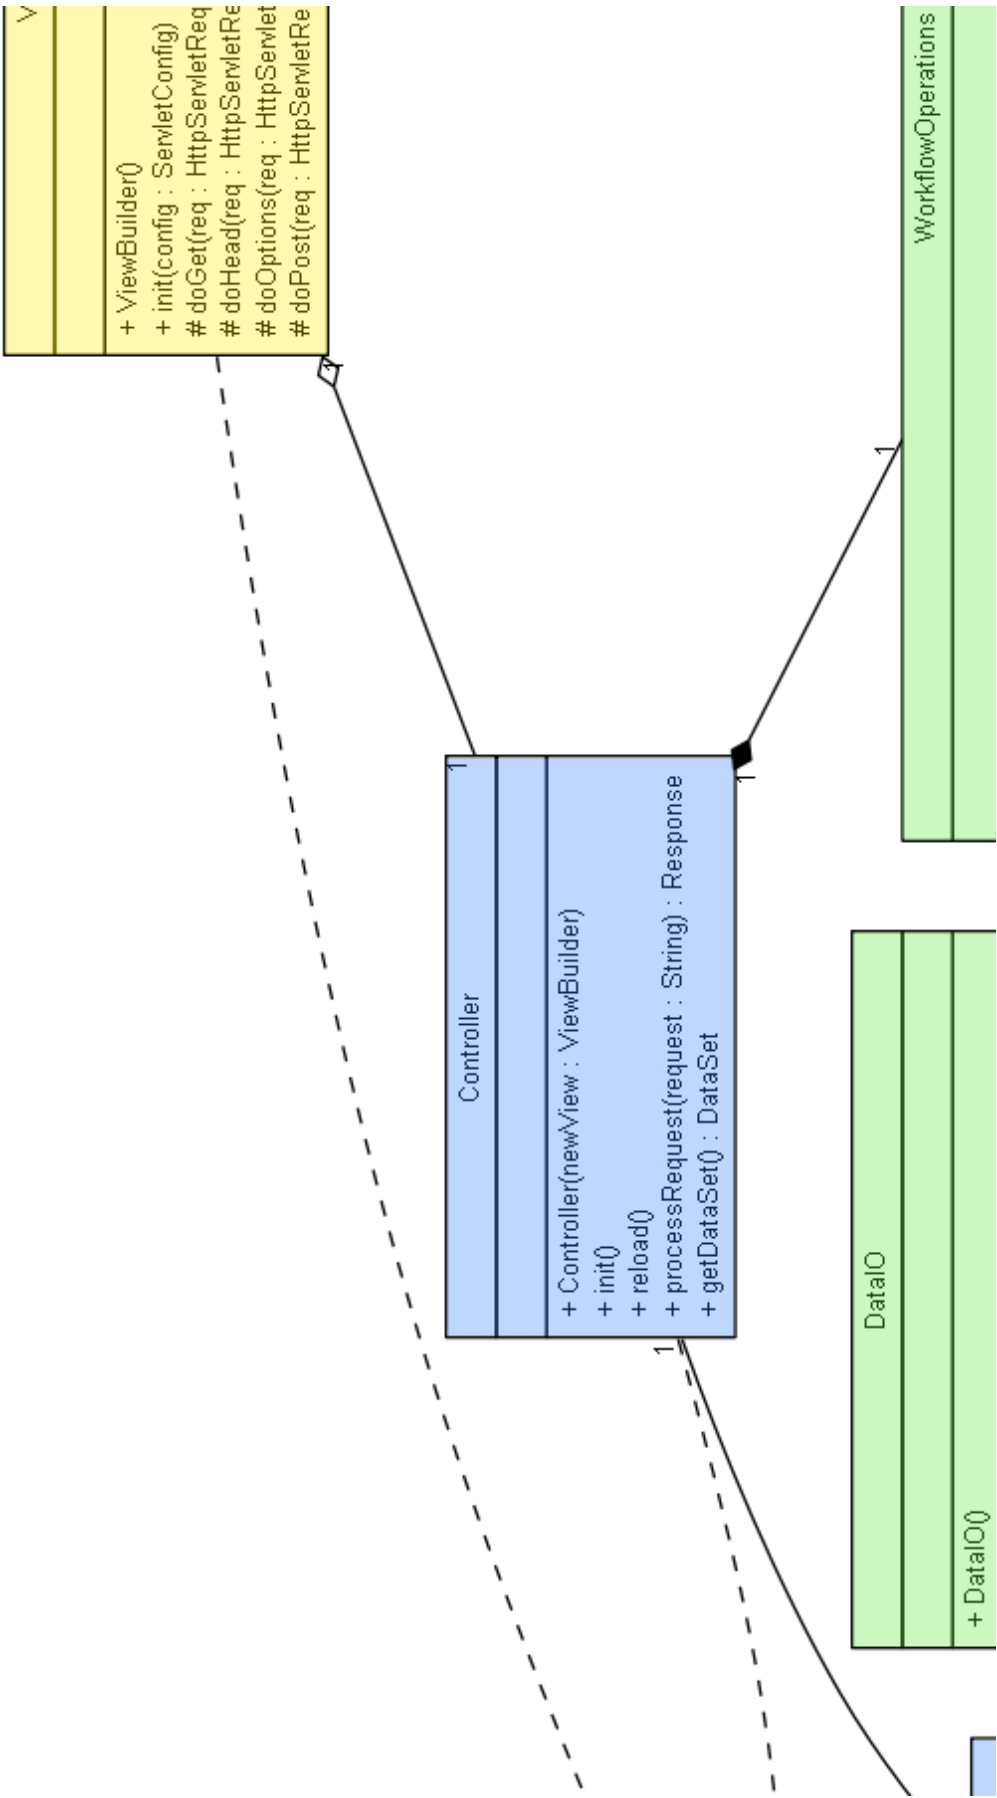 + ViewBuilder()
+ init(config : ServletConfig)
# doGet(req : HttpServletReq
# doHead(req : HttpServletRe
# doOptions(req : HttpServlet
# doPost(req : HttpServletRe
1
1
Controller
+ Controller(newView : ViewBuilder)
+ init()
+ reload()
+ processRequest(request : String) : Response
+ getDataSet() : DataSet
1
1
1
WorkflowOperations
DataIO
+ DataIO()